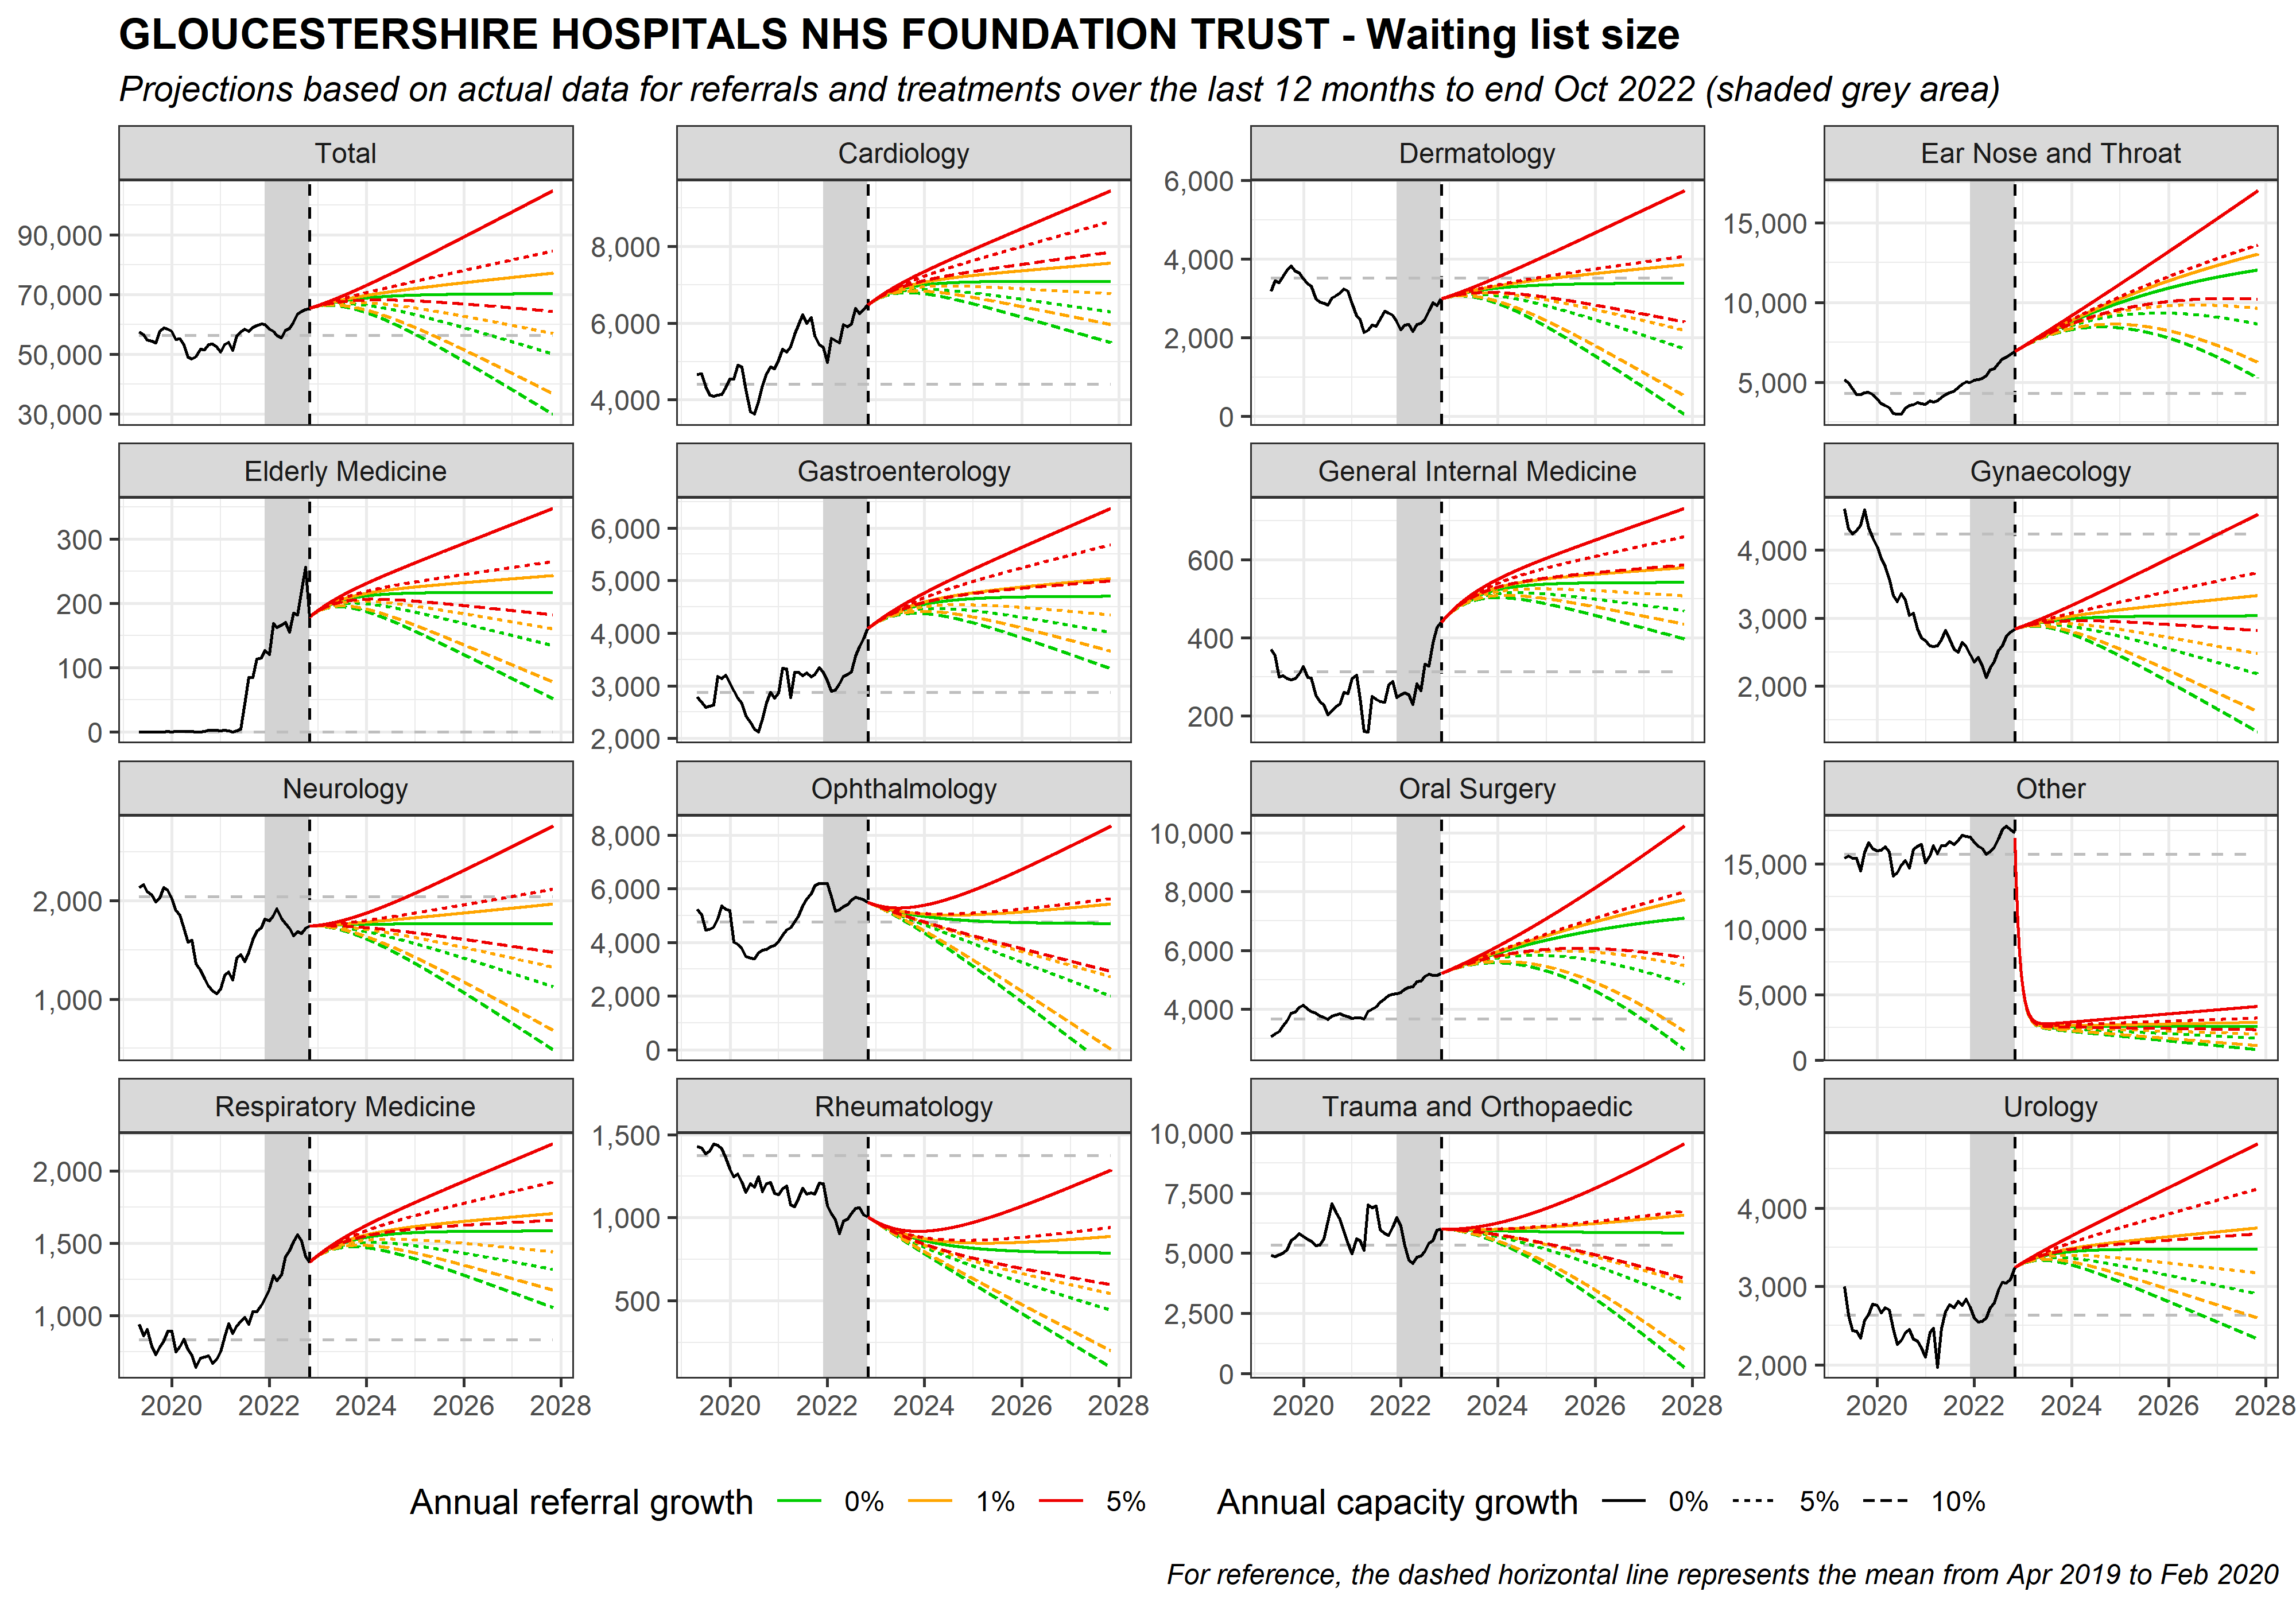 GLOUCESTERSHIRE HOSPITALS NHS FOUNDATION TRUST - Waiting list size
Projections based on actual data for referrals and treatments over the last 12 months to end Oct 2022 (shaded grey area)
Total
Cardiology
Dermatology
Ear Nose and Throat
90,000
70,000
50,000
30,000
8,000
6,000
4,000
6,000
4,000
2,000
0
15,000
10,000
5,000
Elderly Medicine
Gastroenterology
General Internal Medicine
Gynaecology
300
200
100
0
6,000
5,000
4,000
3,000
2,000
600
400
200
4,000
3,000
2,000
Neurology
Ophthalmology
Oral Surgery
Other
2,000
1,000
8,000
6,000
4,000
2,000
0
10,000
8,000
6,000
4,000
15,000
10,000
5,000
0
Respiratory Medicine
Rheumatology
Trauma and Orthopaedic
Urology
2,000
1,500
1,000
1,500
1,000
500
10,000
7,500
5,000
2,500
0
4,000
3,000
2,000
2020 2022 2024 2026 2028
2020 2022 2024 2026 2028
2020 2022 2024 2026 2028
2020 2022 2024 2026 2028
Annual referral growth 0% 1% 5%
Annual capacity growth 0% 5% 10%
For reference, the dashed horizontal line represents the mean from Apr 2019 to Feb 2020